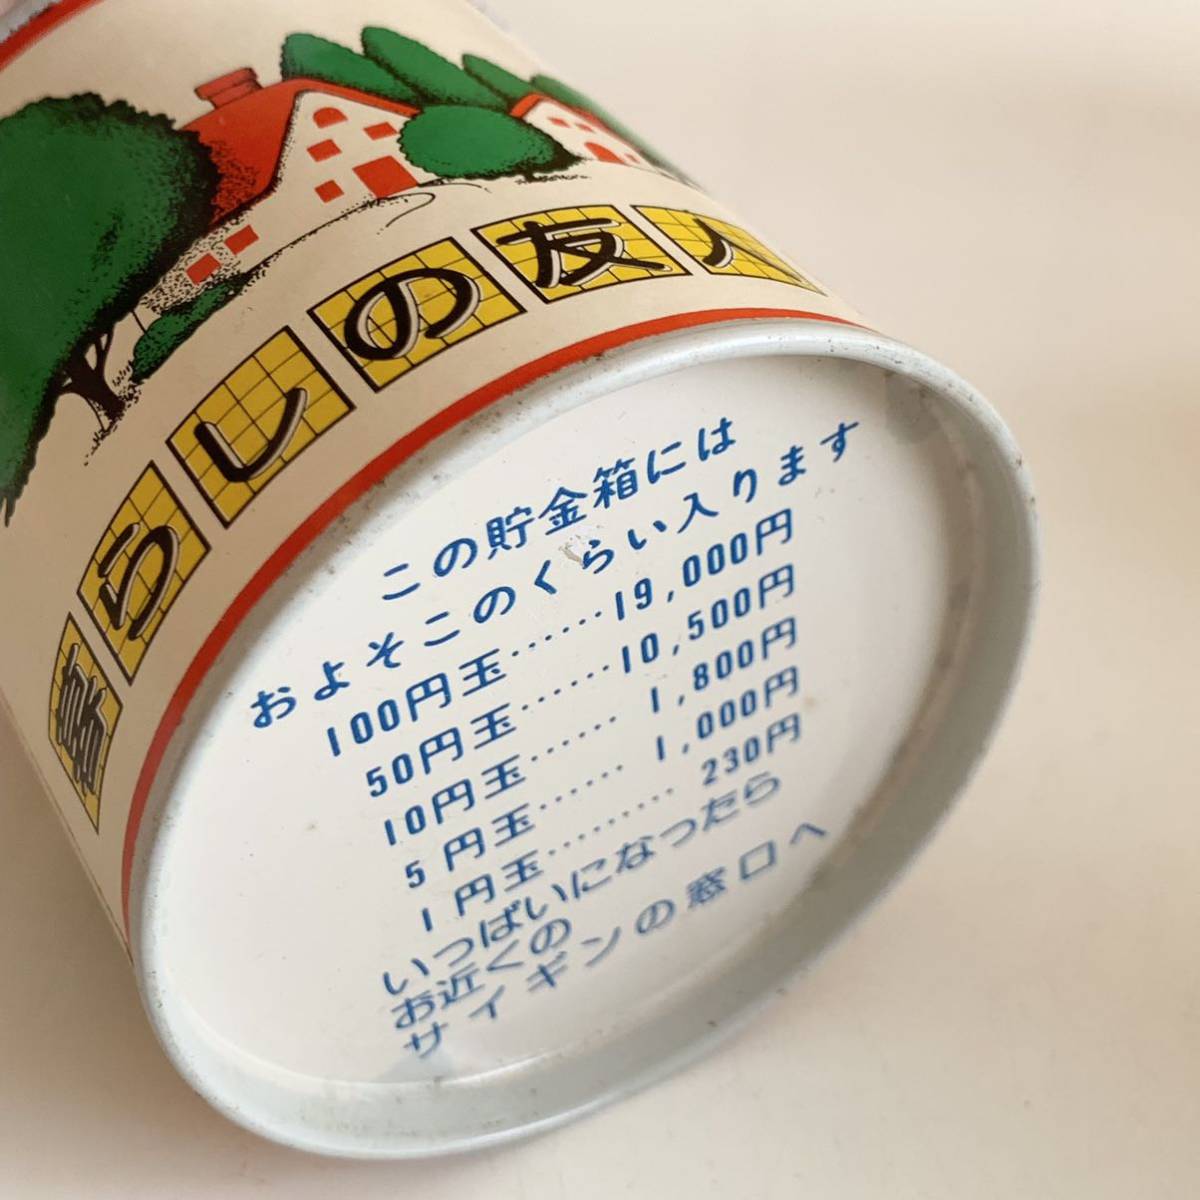 暮らしの友人
この貯金箱には
およそこのくらい入ります
100円玉……19,000円
50円玉……10,500円
10円玉…… 1,800円
5円玉…… 1,000円
1円玉……… 230円
いっぱいになったら
お近くの
サイギンの窓口へ